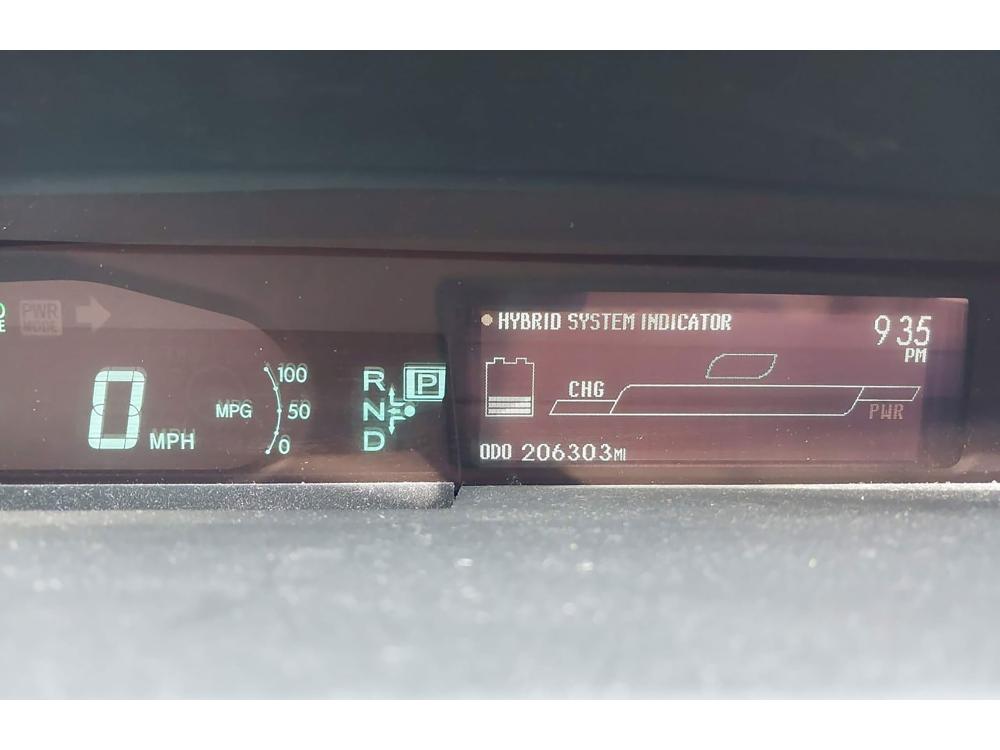 PWR
MODE
0 MPH
MPG
100
50
0
R
P
N
D
HYBRID SYSTEM INDICATOR
9 35
PM
CHG
PWR
ODO 206303MI